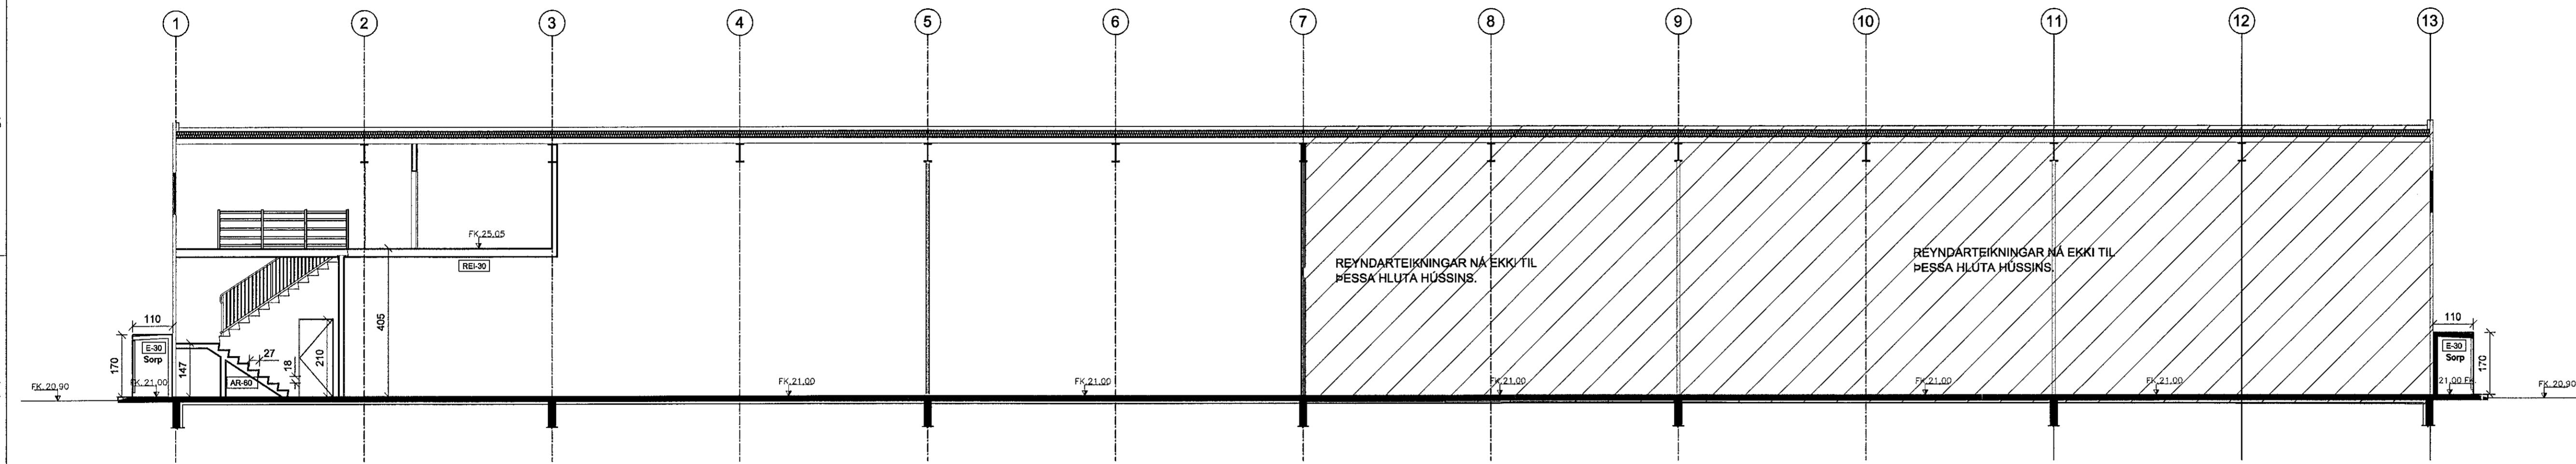 1 2 3 4 5 6 7 8 9 10 11 12 13
FK.25.05
REI-30
REYNDARTEIKNINGAR NÁ EKKI TIL
ÞESSA HLUTA HÚSSINS.
REYNDARTEIKNINGAR NÁ EKKI TIL
ÞESSA HLUTA HÚSSINS.
110
170
E-30
Sorp
147
27
18
210
405
AR-60
110
170
E-30
Sorp
FK.20.90
FK.21.00
FK.21.00
FK.21.00
FK.21.00
FK.21.00
FK.21.00
21.00 FK.
FK.20.90